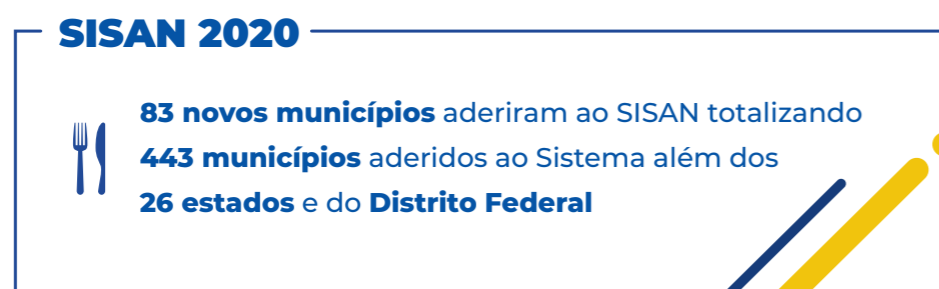 SISAN 2020
83 novos municípios aderiram ao SISAN totalizando
443 municípios aderidos ao Sistema além dos
26 estados e do Distrito Federal